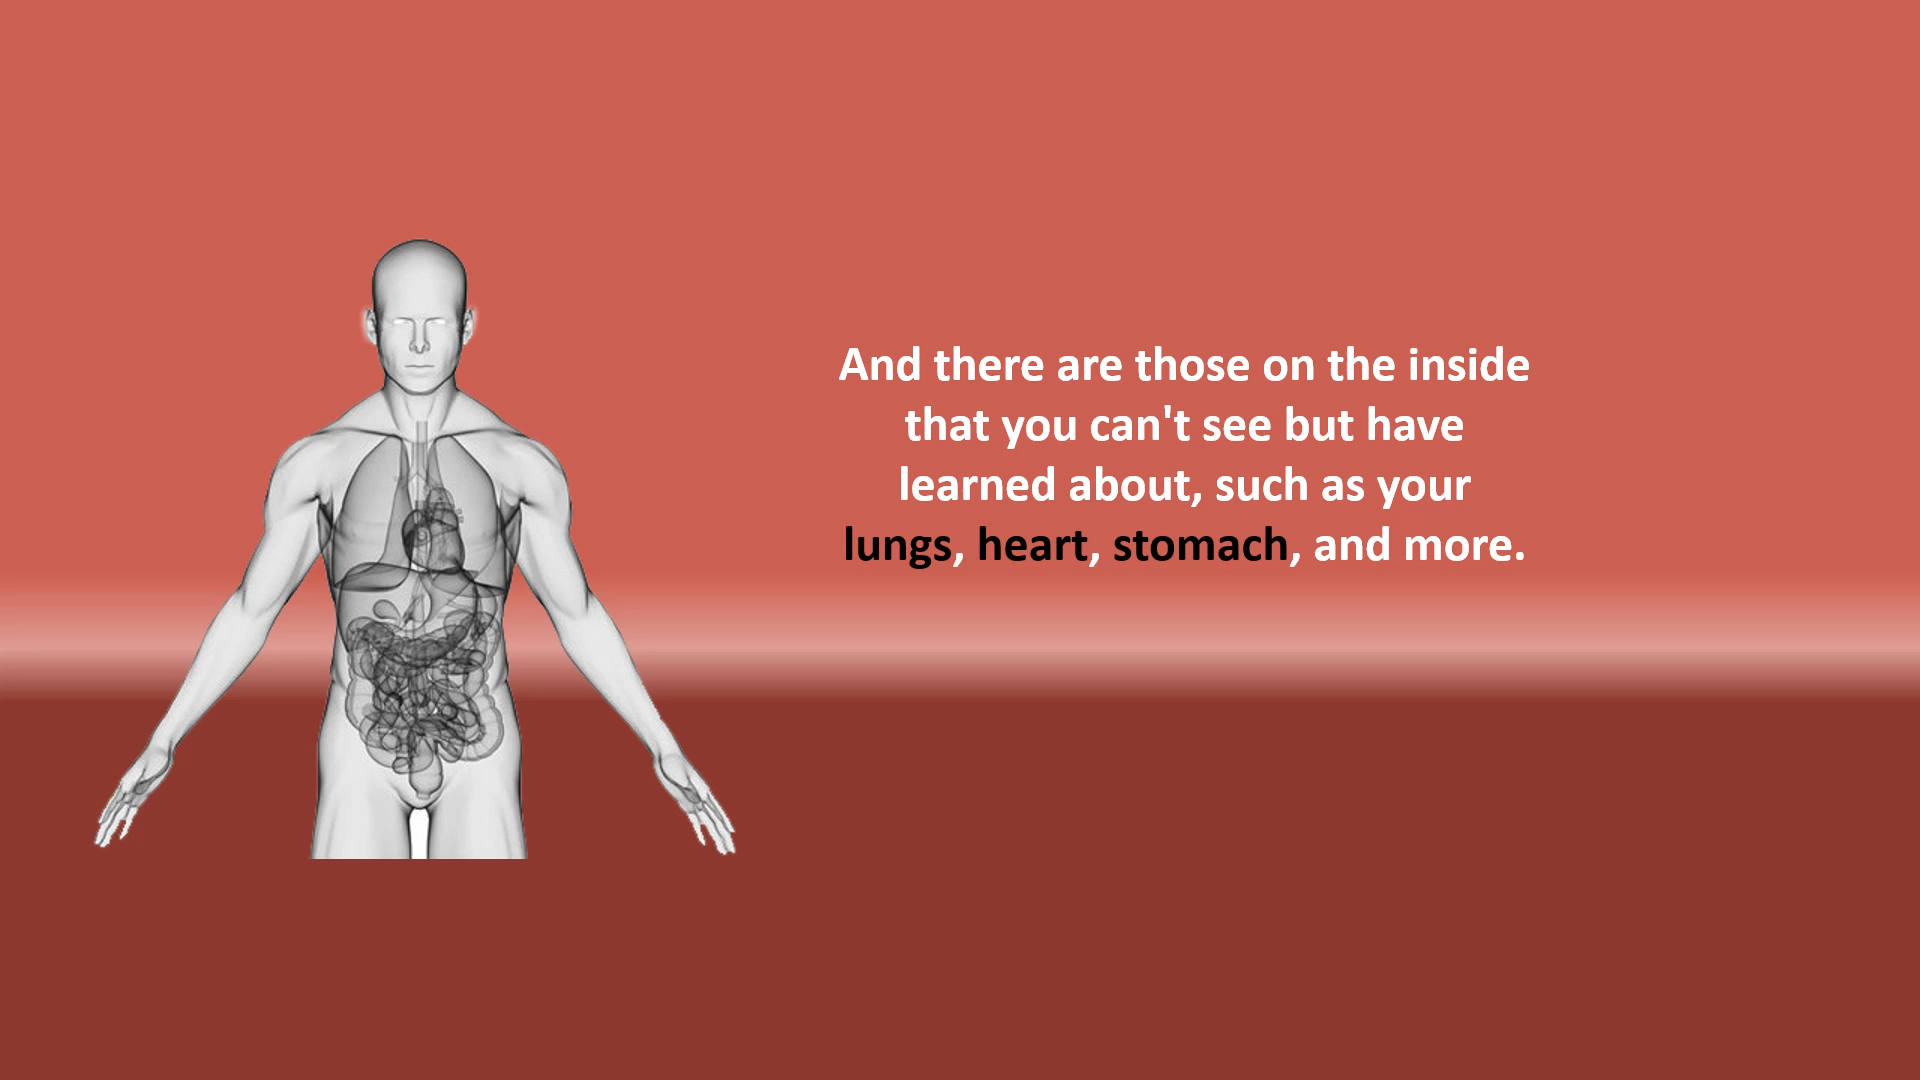 And there are those on the inside
that you can't see but have
learned about, such as your
lungs, heart, stomach, and more.